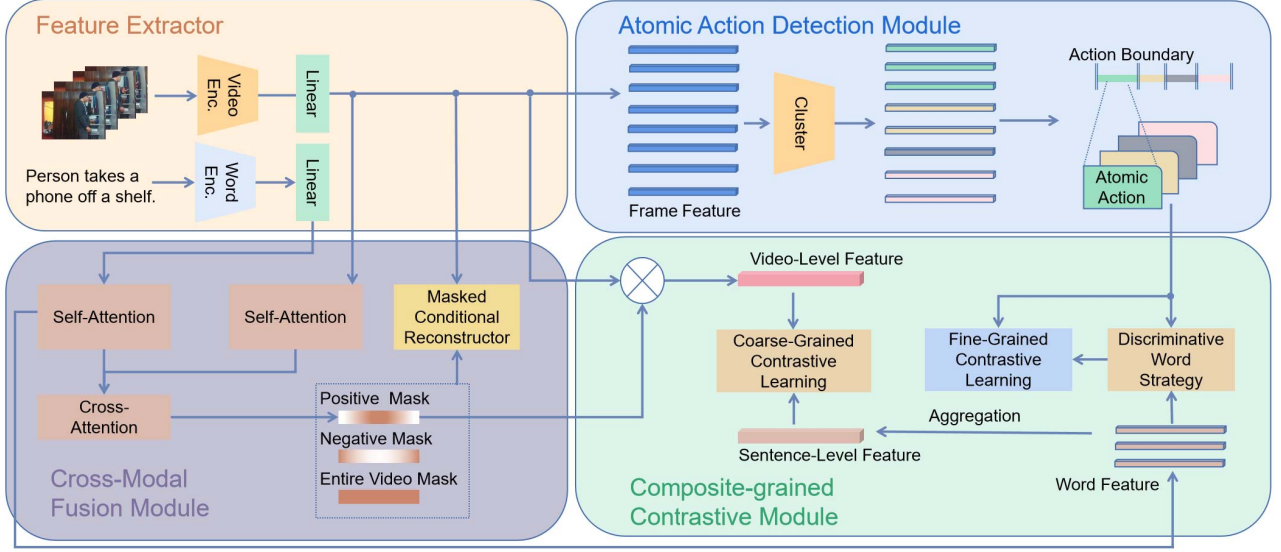 Feature Extractor
Video
Enc.
Linear
Person takes a
phone off a shelf.
Word
Enc.
Linear
Atomic Action Detection Module
Frame Feature
Cluster
Action Boundary
Atomic
Action
Self-Attention
Self-Attention
Masked
Conditional
Reconstructor
Cross-
Attention
Positive Mask
Negative Mask
Entire Video Mask
Cross-Modal
Fusion Module
Video-Level Feature
Coarse-Grained
Contrastive
Learning
Fine-Grained
Contrastive
Learning
Discriminative
Word
Strategy
Aggregation
Sentence-Level Feature
Word Feature
Composite-grained
Contrastive Module